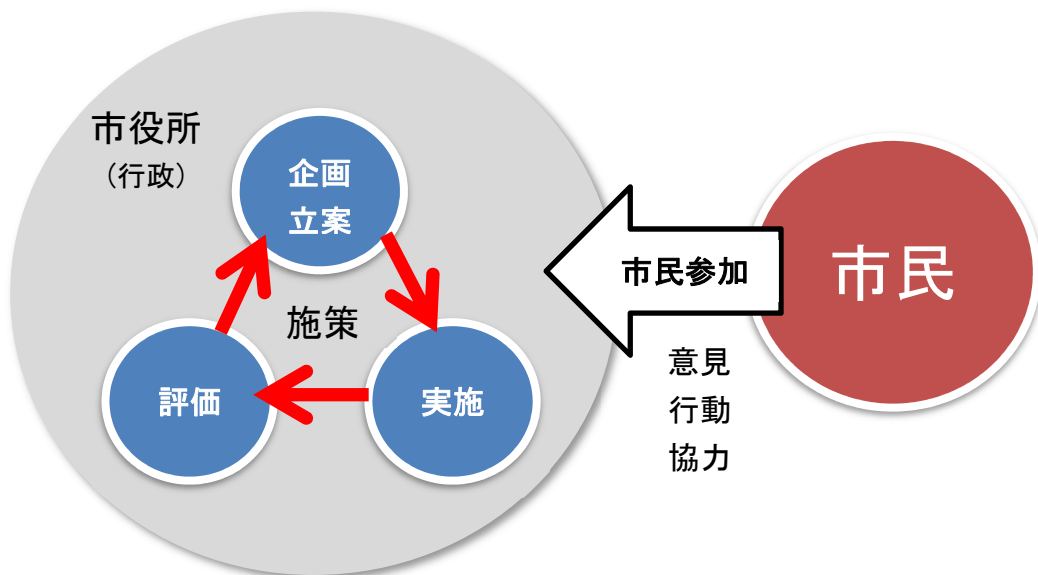 市役所
（行政）
企画
立案
施策
評価
実施
市民参加
意見
行動
協力
市民